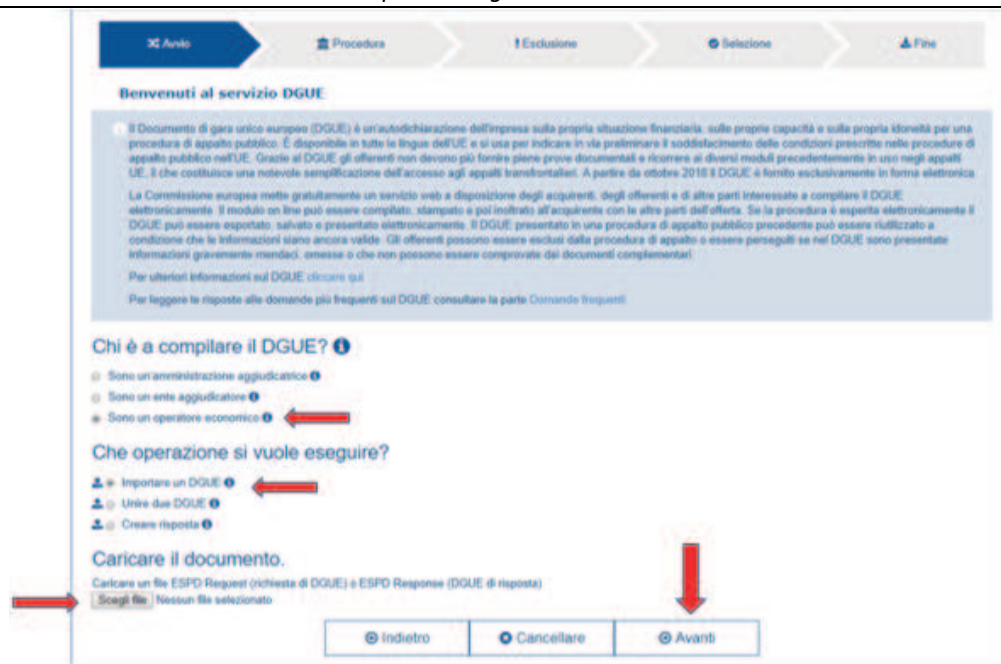 Avvio
Procedura
Esclusione
Selezione
Fine
Benvenuti al servizio DGUE
Il Documento di gara unico europeo (DGUE) è un'autodichiarazione dell'impresa sulla propria situazione finanziaria, sulle proprie capacità e sulla propria idoneità per una
procedura di appalto pubblico. È disponibile in tutte le lingue dell'UE e si usa per indicare in via preliminare il soddisfacimento delle condizioni prescritte nelle procedure di
appalto pubblico nell'UE. Grazie al DGUE gli offerenti non devono più fornire piene prove documentali e ricorrere ai diversi moduli precedentemente in uso negli appalti
UE, il che costituisce una notevole semplificazione dell'accesso agli appalti transfrontalieri. A partire da ottobre 2018 il DGUE è fornito esclusivamente in forma elettronica
La Commissione europea mette gratuitamente un servizio web a disposizione degli acquirenti, degli offerenti e di altre parti interessate a compilare il DGUE
elettronicamente. Il modulo on line può essere compilato, stampato e poi inoltrato all'acquirente con le altre parti dell'offerta. Se la procedura è esperita elettronicamente il
DGUE può essere esportato, salvato e presentato elettronicamente. Il DGUE presentato in una procedura di appalto pubblico precedente può essere riutilizzato a
condizione che le informazioni siano ancora valide. Gli offerenti possono essere esclusi dalla procedura di appalto o essere perseguiti se nel DGUE sono presentate
informazioni gravemente mendaci, omesse o che non possono essere comprovate dai documenti complementari.
Per ulteriori informazioni sul DGUE cliccare qui
Per leggere le risposte alle domande più frequenti sul DGUE consultare la parte Domande frequenti
Chi è a compilare il DGUE?
Sono un'amministrazione aggiudicatrice
Sono un ente aggiudicatore
Sono un operatore economico
Che operazione si vuole eseguire?
Importare un DGUE
Unire due DGUE
Creare risposta
Caricare il documento.
Caricare un file ESPD Request (richiesta di DGUE) o ESPD Response (DGUE di risposta)
Scegli file Nessun file selezionato
Indietro
Cancellare
Avanti